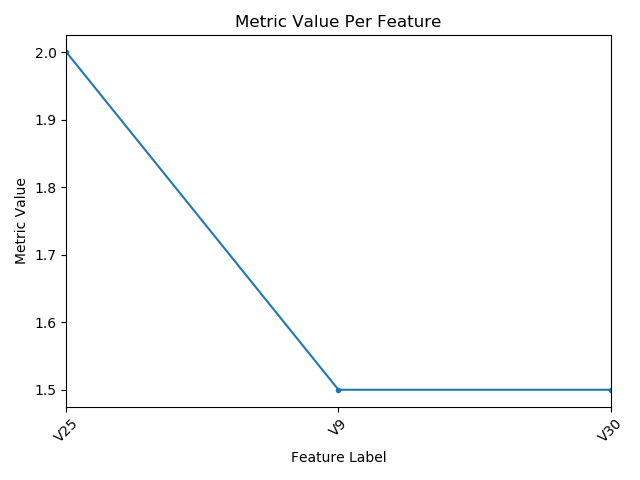 Metric Value Per Feature
2.0
1.9
1.8
1.7
1.6
1.5
Metric Value
V25
V9
V30
Feature Label